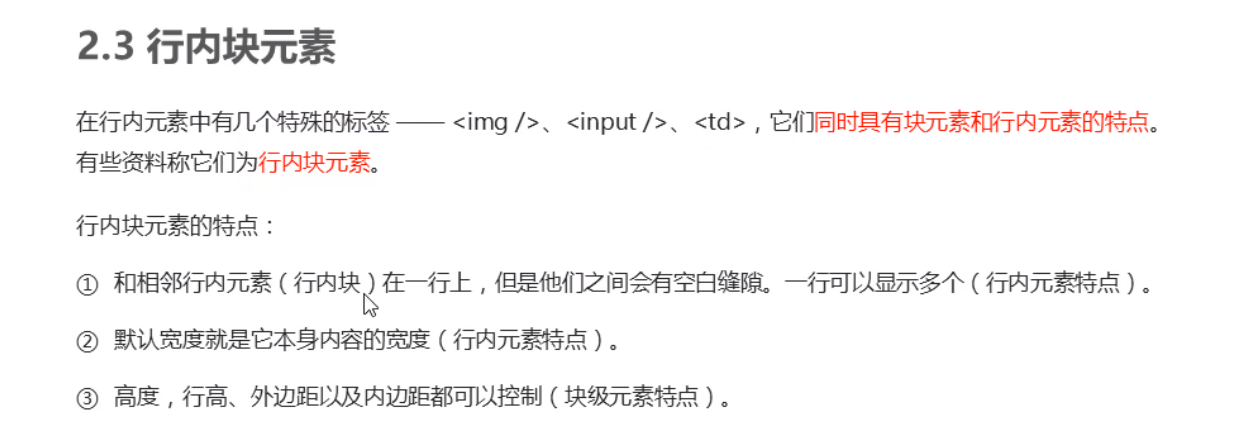 2.3 行内块元素
在行内元素中有几个特殊的标签 —— <img />、<input />、<td>，它们同时具有块元素和行内元素的特点。
有些资料称它们为行内块元素。
行内块元素的特点：
① 和相邻行内元素（行内块）在一行上，但是他们之间会有空白缝隙。一行可以显示多个（行内元素特点）。
② 默认宽度就是它本身内容的宽度（行内元素特点）。
③ 高度，行高、外边距以及内边距都可以控制（块级元素特点）。